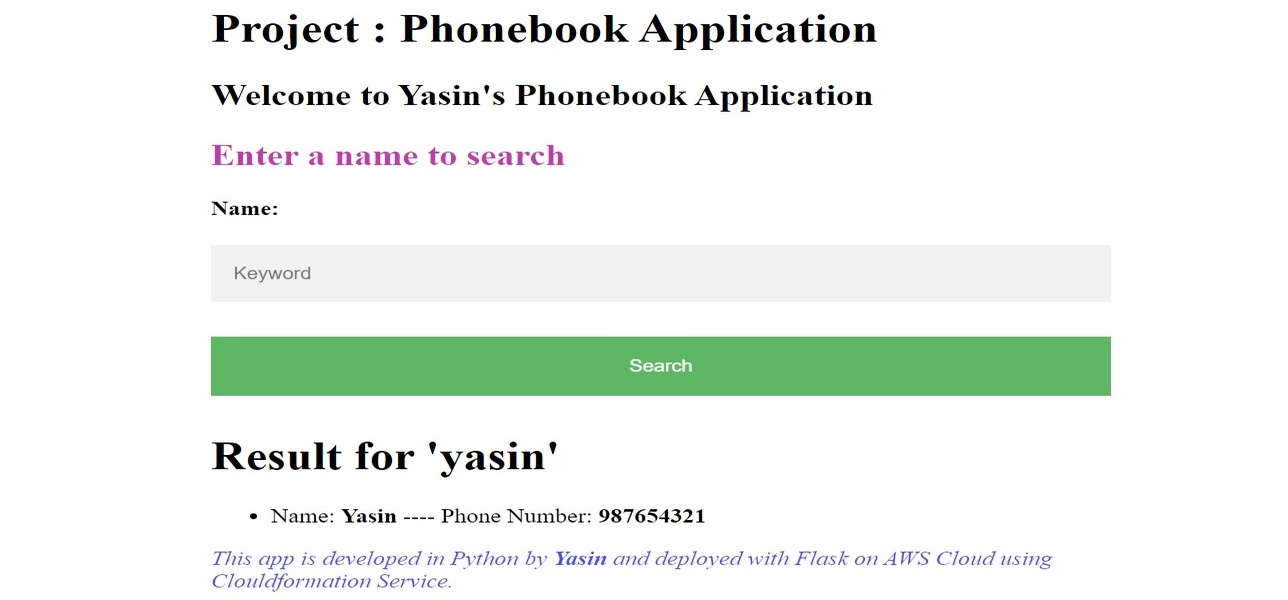 Project : Phonebook Application
Welcome to Yasin's Phonebook Application
Enter a name to search
Name:
Keyword
Search
Result for 'yasin'
• Name: Yasin ---- Phone Number: 987654321
This app is developed in Python by Yasin and deployed with Flask on AWS Cloud using
Clouldformation Service.